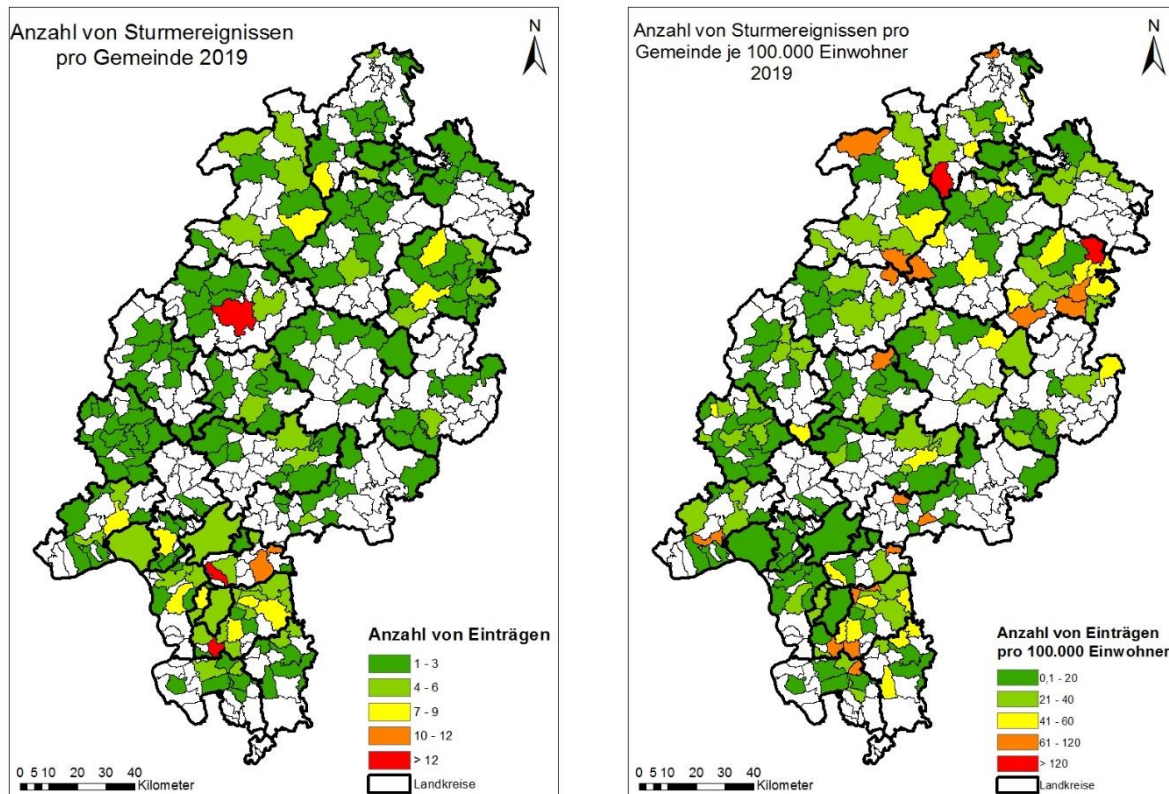 Anzahl von Sturmereignissen
pro Gemeinde 2019
N
Anzahl von Einträgen
1 - 3
4 - 6
7 - 9
10 - 12
> 12
Landkreise
0 5 10 20 30 40
Kilometer
Anzahl von Sturmereignissen pro
Gemeinde je 100.000 Einwohner
2019
N
Anzahl von Einträgen
pro 100.000 Einwohner
0,1 - 20
21 - 40
41 - 60
61 - 120
> 120
Landkreise
0 5 10 20 30 40
Kilometer